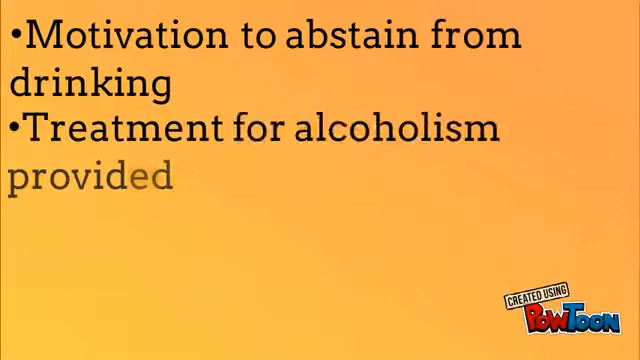 •Motivation to abstain from
drinking
•Treatment for alcoholism
provided
CREATED USING
POWTOON